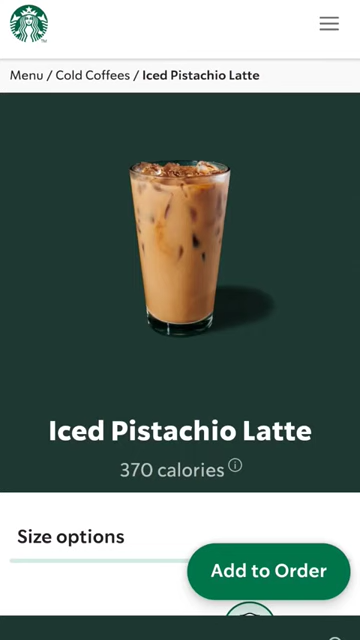 Menu / Cold Coffees / Iced Pistachio Latte
Iced Pistachio Latte
370 calories
Size options
Add to Order